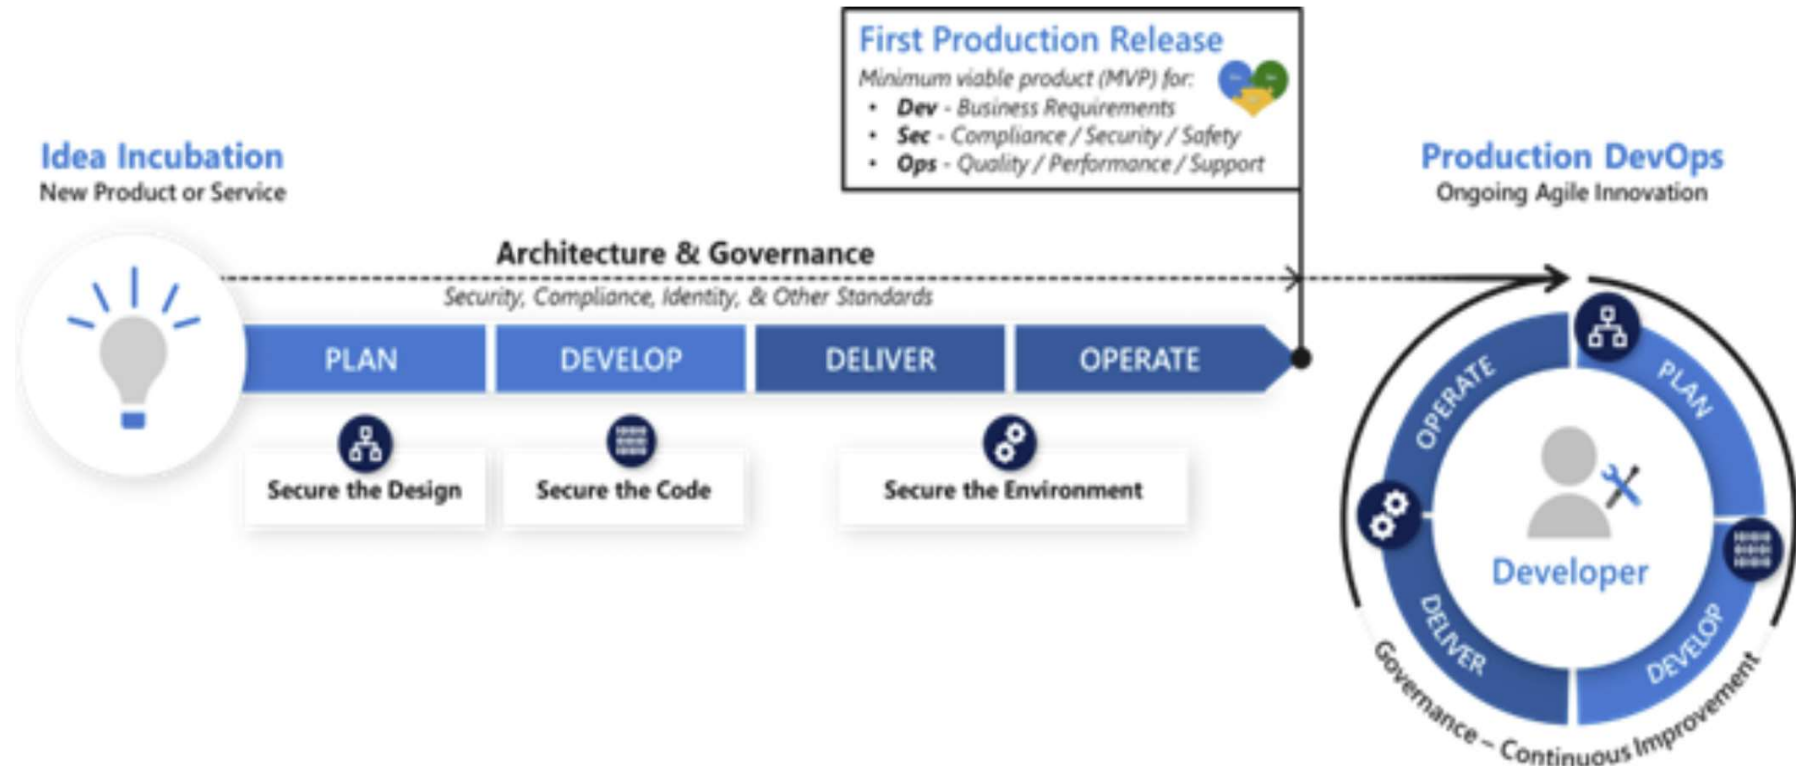 First Production Release
Minimum viable product (MVP) for:
• Dev - Business Requirements
• Sec - Compliance / Security / Safety
• Ops - Quality / Performance / Support
Idea Incubation
New Product or Service
Production DevOps
Ongoing Agile Innovation
Architecture & Governance
Security, Compliance, Identity, & Other Standards
PLAN
DEVELOP
DELIVER
OPERATE
Secure the Design
Secure the Code
Secure the Environment
OPERATE
PLAN
Developer
DELIVER
DEVELOP
Governance – Continuous Improvement